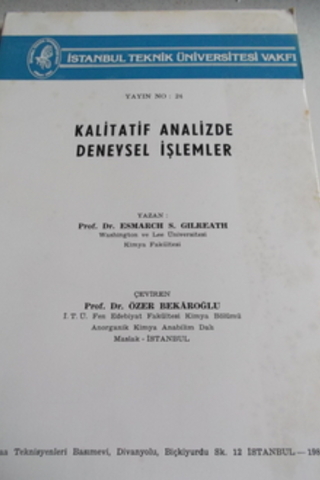 İSTANBUL TEKNİK ÜNİVERSİTESİ VAKFI
YAYIN NO : 24
KALİTATİF ANALİZDE
DENEYSEL İŞLEMLER
YAZAN :
Prof. Dr. ESMARCH S. GILREATH
Washington ve Lee Üniversitesi
Kimya Fakültesi
ÇEVİREN
Prof. Dr. ÖZER BEKÂROĞLU
İ. T. Ü. Fen Edebiyat Fakültesi Kimya Bölümü
Anorganik Kimya Anabilim Dalı
Maslak - İSTANBUL
Teknisyenleri Basımevi, Divanyolu, Biçkiyurdu Sk. 12 İSTANBUL — 198